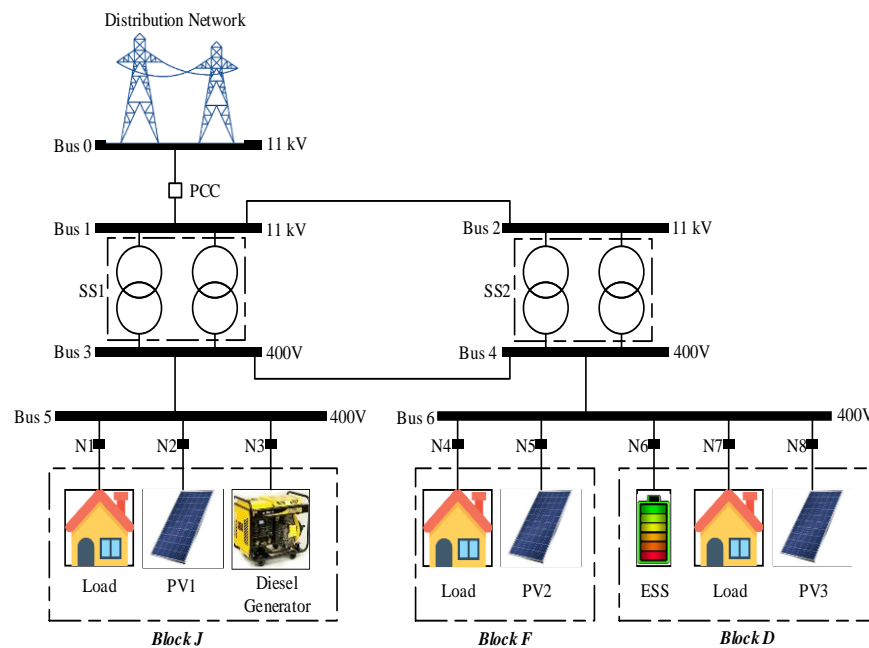 Distribution Network
Bus 0
11 kV
PCC
Bus 1
11 kV
Bus 2
11 kV
SS1
SS2
Bus 3
400V
Bus 4
400V
Bus 5
400V
Bus 6
400V
N1
N2
N3
N4
N5
N6
N7
N8
Load
PV1
Diesel
Generator
Load
PV2
ESS
Load
PV3
Block J
Block F
Block D